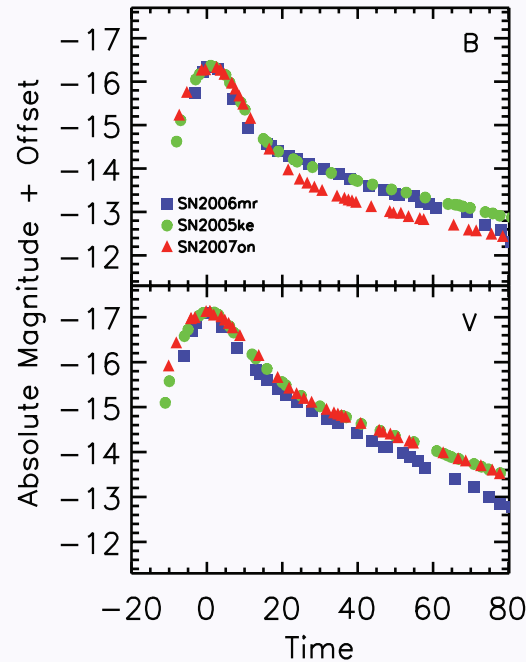 B
−17
−16
−15
−14
−13
−12
SN2006mr
SN2005ke
SN2007on
V
−17
−16
−15
−14
−13
−12
−20 0 20 40 60 80
Time
Absolute Magnitude + Offset